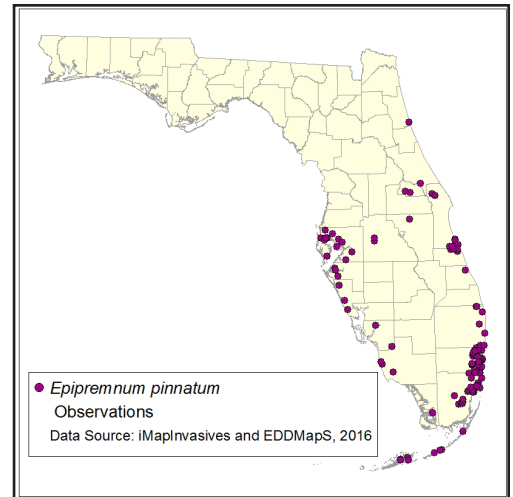 Epipremnum pinnatum
Observations
Data Source: iMapInvasives and EDDMapS, 2016